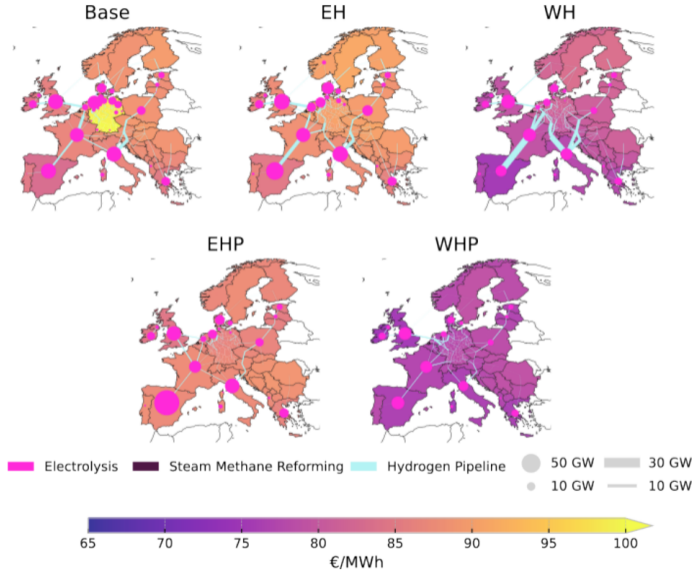 Base EH WH
EHP WHP
Electrolysis Steam Methane Reforming Hydrogen Pipeline 50 GW 30 GW
10 GW 10 GW
65 70 75 80 85 90 95 100
€/MWh